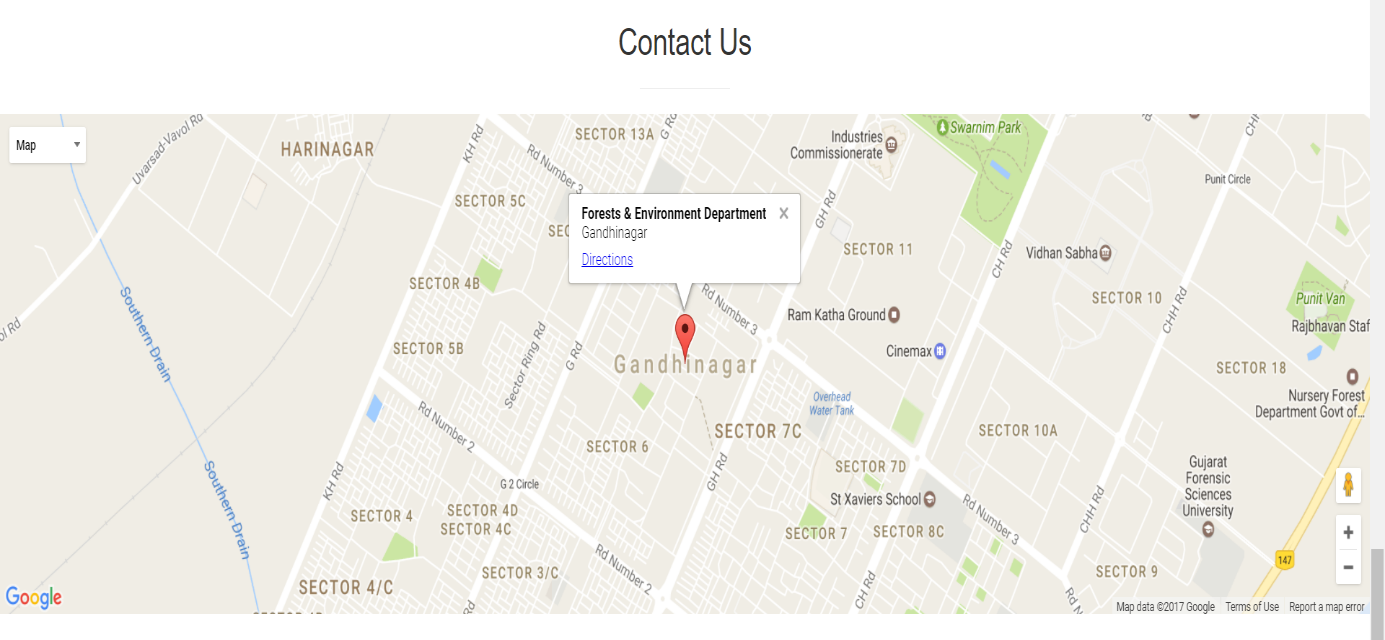 Contact Us
Map
Uvarsad-Vavol Rd
HARINAGAR
KH Rd
SECTOR 13A
G Rd
Rd Number 3
Industries
Commissionerate
Swarnim Park
Punit Circle
SECTOR 5C
GH Rd
Forests & Environment Department
Gandhinagar
Directions
SECTOR 11
CH Rd
Vidhan Sabha
SECTOR 4B
SECTOR 10
CHH Rd
Punit Van
Rajbhavan Staf
Southern Drain
Rd Number 3
Ram Katha Ground
SECTOR 5B
Sector Ring Rd
G Rd
Gandhinagar
Cinemax
SECTOR 18
Nursery Forest
Department Govt of...
Overhead
Water Tank
Rd Number 2
SECTOR 7C
SECTOR 10A
SECTOR 6
Southern Drain
KH Rd
G 2 Circle
GH Rd
SECTOR 7D
St Xaviers School
Gujarat
Forensic
Sciences
University
SECTOR 4
SECTOR 4D
SECTOR 4C
SECTOR 7
SECTOR 8C
Rd Number 3
CHH Rd
147
SECTOR 4/C
SECTOR 3/C
Rd Number 2
CH Rd
SECTOR 9
Google
Map data ©2017 Google
Terms of Use
Report a map error